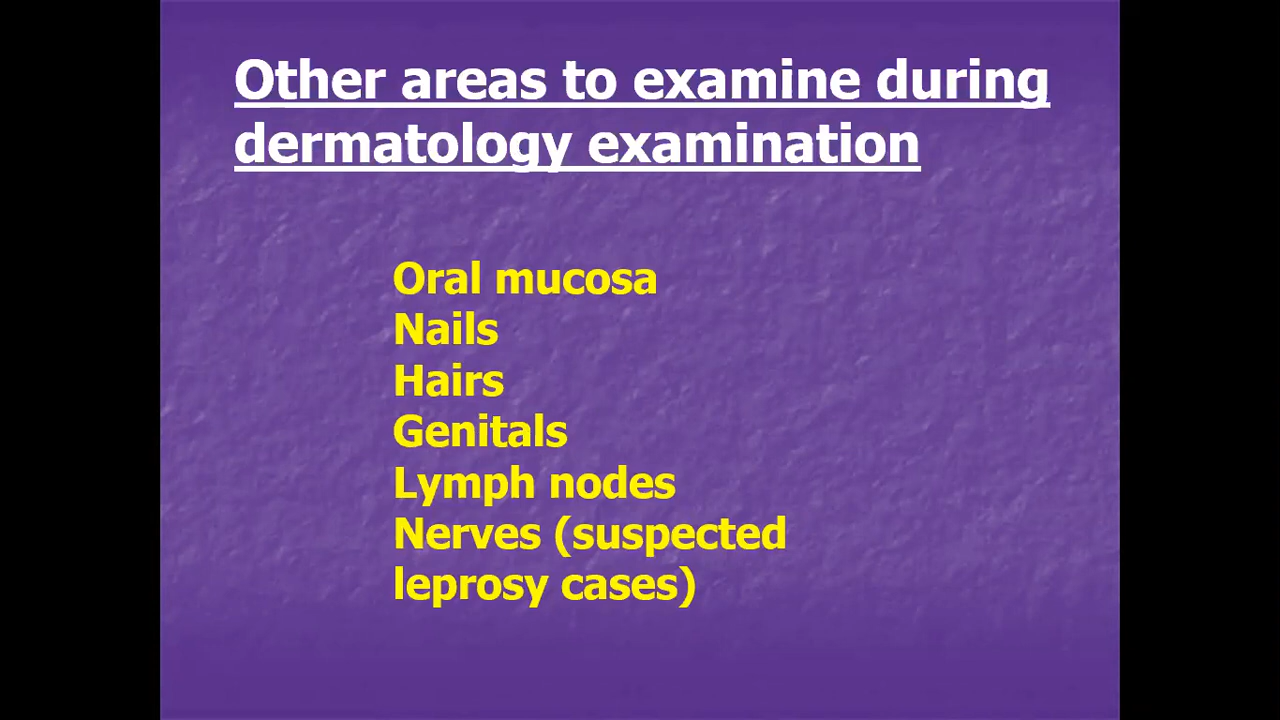 Other areas to examine during
dermatology examination
Oral mucosa
Nails
Hairs
Genitals
Lymph nodes
Nerves (suspected
leprosy cases)